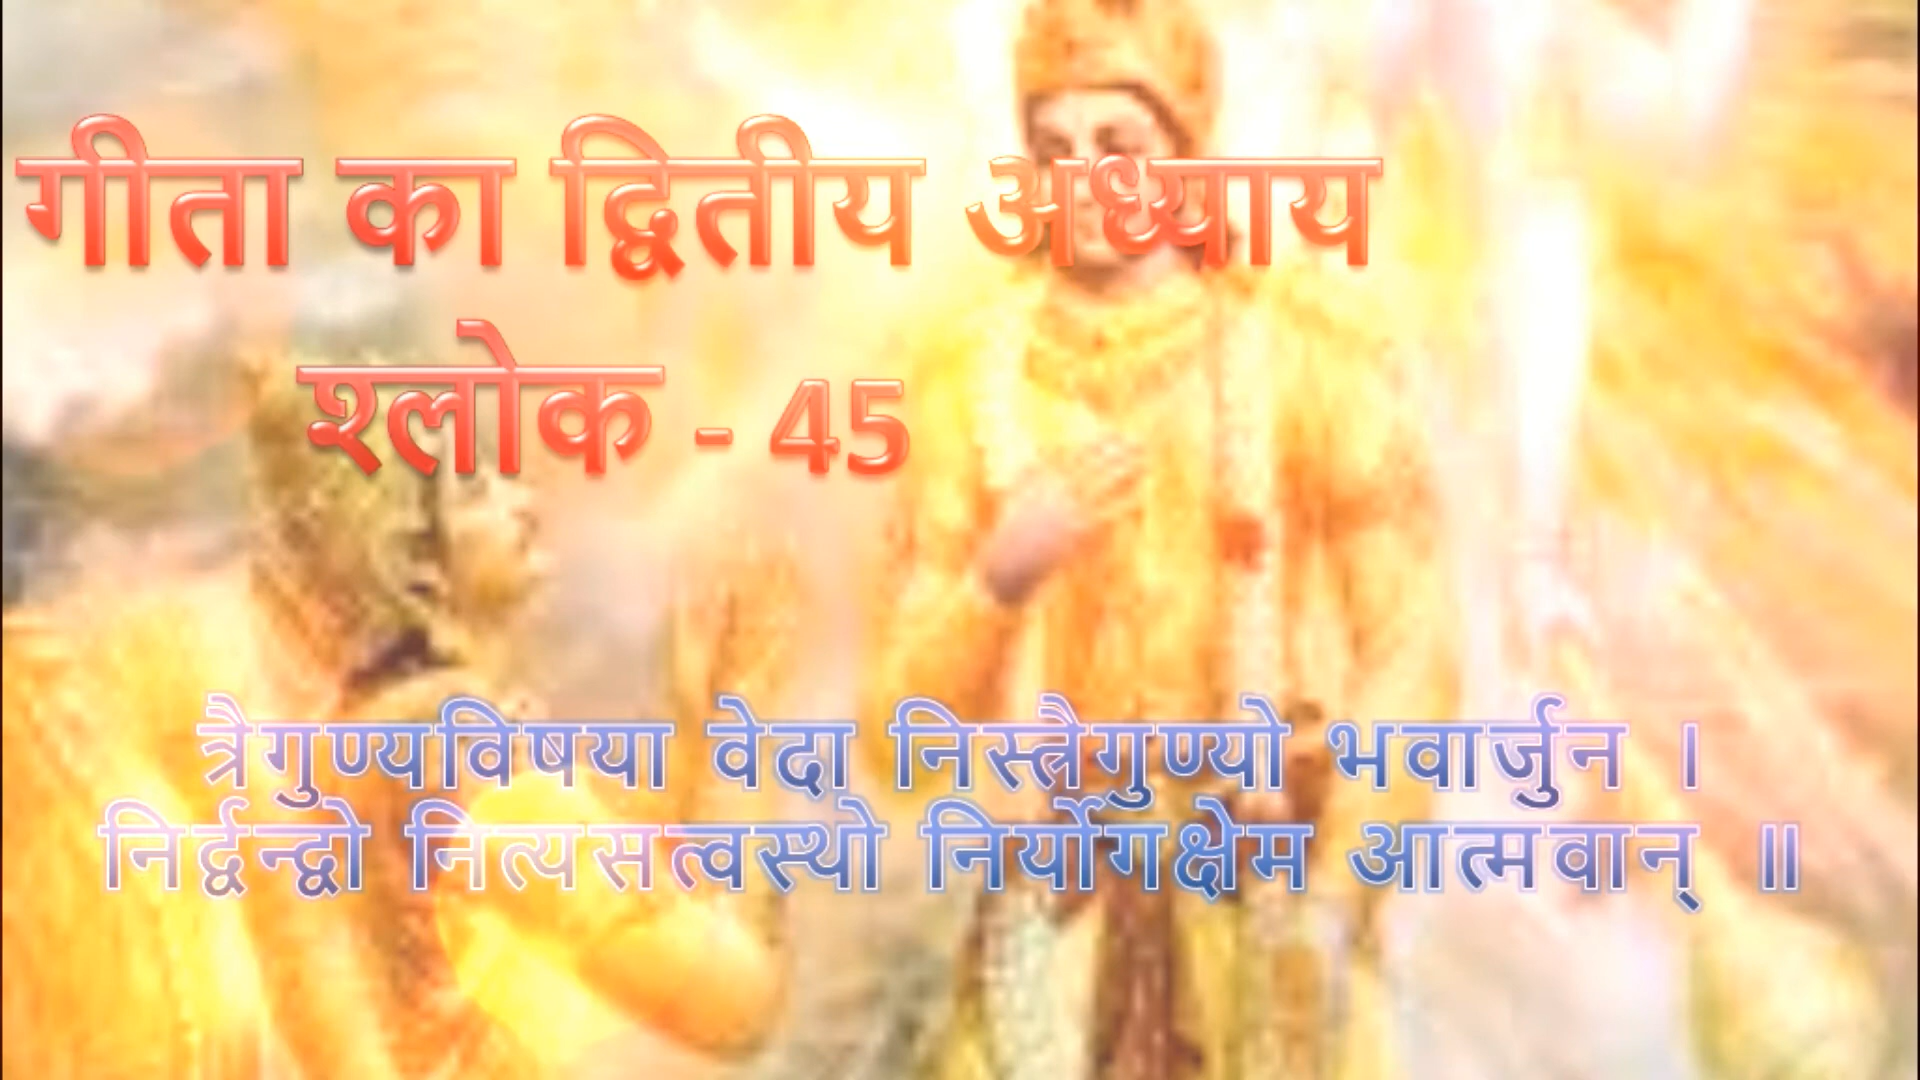 गीता का द्वितीय अध्याय
श्लोक - 45
त्रैगुण्यविषया वेदा निस्त्रैगुण्यो भवार्जुन ।
निर्द्वन्द्वो नित्यसत्वस्थो निर्योगक्षेम आत्मवान् ॥